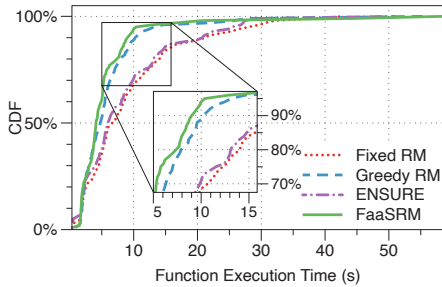 100%
CDF
50%
0%
90%
80%
70%
5
10
15
Fixed RM
Greedy RM
ENSURE
FaaSRM
10
20
30
40
50
Function Execution Time (s)